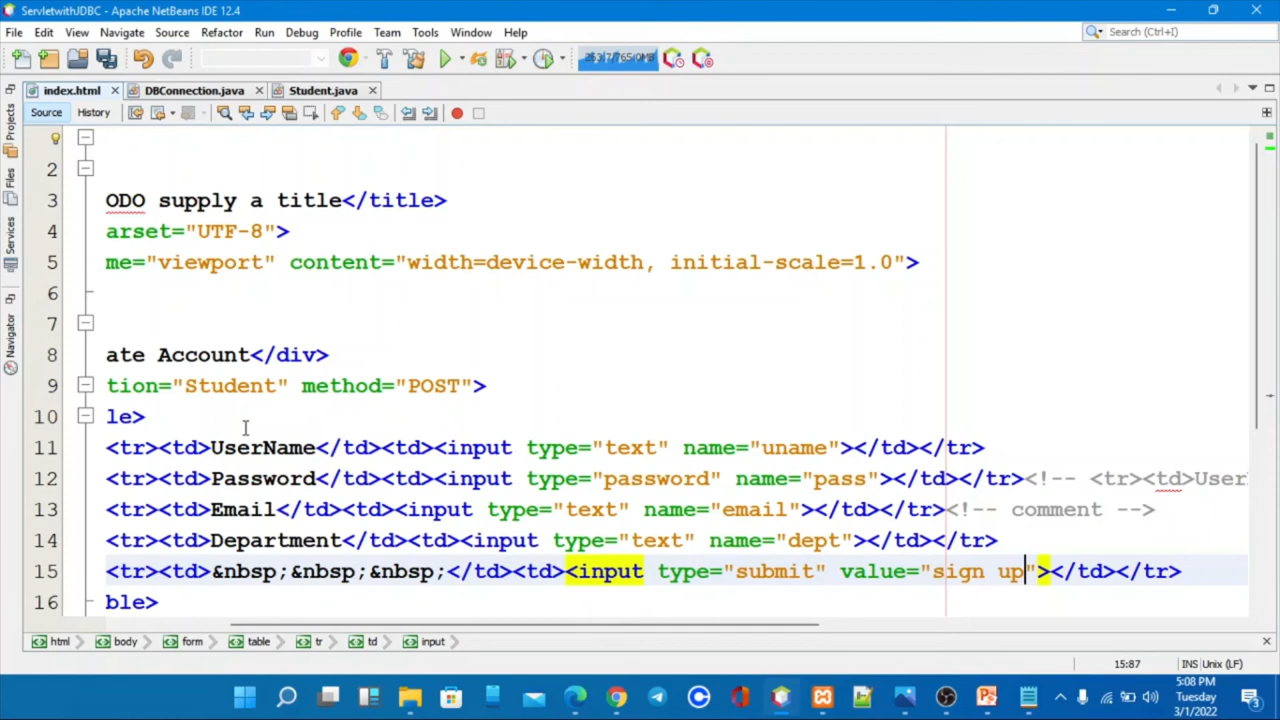 ServletwithJDBC - Apache NetBeans IDE 12.4
File Edit View Navigate Source Refactor Run Debug Profile Team Tools Window Help
Search (Ctrl+I)
index.html DBConnection.java Student.java
Source History
Projects
Files
Services
Navigator
2
3 ODO supply a title</title>
4 arset="UTF-8">
5 me="viewport" content="width=device-width, initial-scale=1.0">
6
7
8 ate Account</div>
9 tion="Student" method="POST">
10 le>
11 <tr><td>UserName</td><td><input type="text" name="uname"></td></tr>
12 <tr><td>Password</td><td><input type="password" name="pass"></td></tr><!-- <tr><td>User
13 <tr><td>Email</td><td><input type="text" name="email"></td></tr><!-- comment -->
14 <tr><td>Department</td><td><input type="text" name="dept"></td></tr>
15 <tr><td>&nbsp;&nbsp;&nbsp;</td><td><input type="submit" value="sign up"></td></tr>
16 ble>
html body form table tr td input
15:87 INS Unix (LF)
5:08 PM
Tuesday
3/1/2022
3